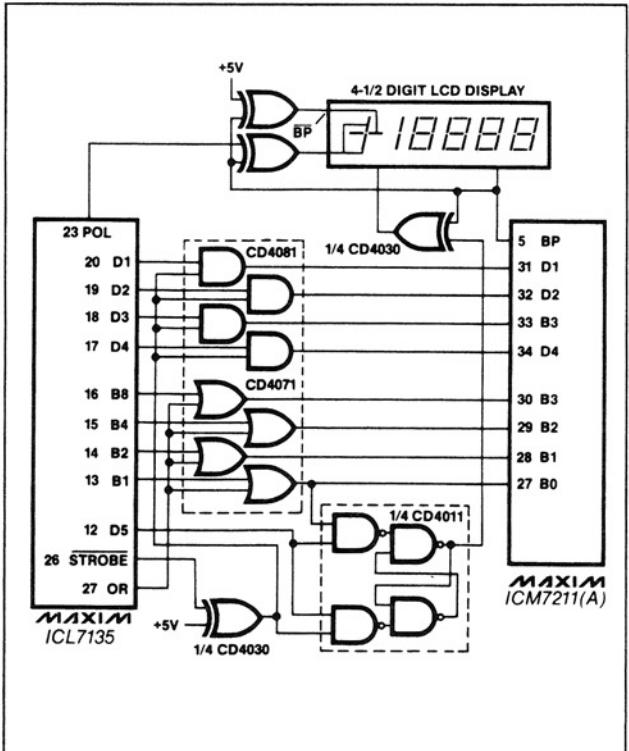 +5V
4-1/2 DIGIT LCD DISPLAY
BP
18888
23 POL
1/4 CD4030
5 BP
20 D1
CD4081
31 D1
19 D2
32 D2
18 D3
33 B3
17 D4
34 D4
CD4071
16 B8
30 B3
15 B4
29 B2
14 B2
28 B1
13 B1
27 B0
12 D5
1/4 CD4011
26 STROBE
27 OR
+5V
MAXIM
ICL7135
1/4 CD4030
MAXIM
ICM7211(A)